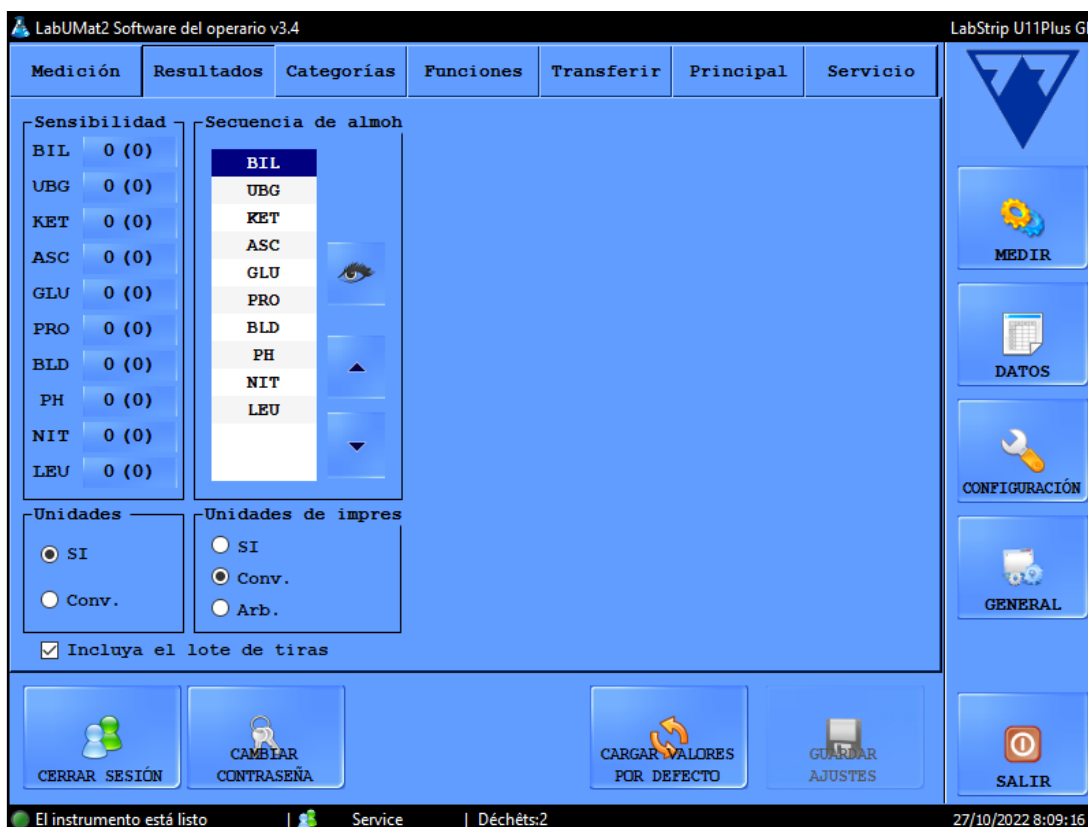 LabUMat2 Software del operario v3.4
LabStrip U11Plus Gl
Medición Resultados Categorías Funciones Transferir Principal Servicio
Sensibilidad
BIL 0 (0)
UBG 0 (0)
KET 0 (0)
ASC 0 (0)
GLU 0 (0)
PRO 0 (0)
BLD 0 (0)
PH 0 (0)
NIT 0 (0)
LEU 0 (0)
Secuencia de almoh
BIL
UBG
KET
ASC
GLU
PRO
BLD
PH
NIT
LEU
Unidades
SI
Conv.
Unidades de impres
SI
Conv.
Arb.
Incluya el lote de tiras
MEDIR
DATOS
CONFIGURACIÓN
GENERAL
CERRAR SESIÓN
CAMBIAR
CONTRASEÑA
CARGAR VALORES
POR DEFECTO
GUARDAR
AJUSTES
SALIR
El instrumento está listo | Service | Déchêts:2
27/10/2022 8:09:16